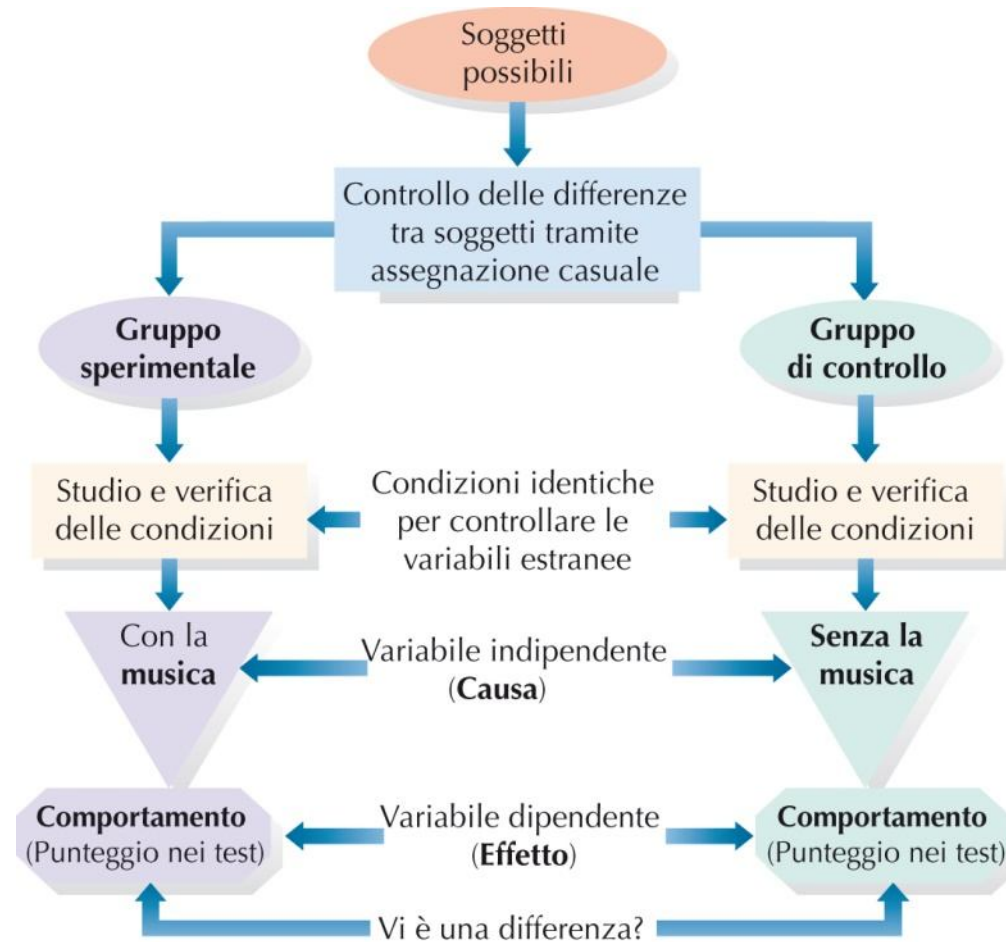 Soggetti
possibili
Controllo delle differenze
tra soggetti tramite
assegnazione casuale
Gruppo
sperimentale
Gruppo
di controllo
Studio e verifica
delle condizioni
Condizioni identiche
per controllare le
variabili estranee
Studio e verifica
delle condizioni
Con la
musica
Variabile indipendente
(Causa)
Senza la
musica
Comportamento
(Punteggio nei test)
Variabile dipendente
(Effetto)
Comportamento
(Punteggio nei test)
Vi è una differenza?